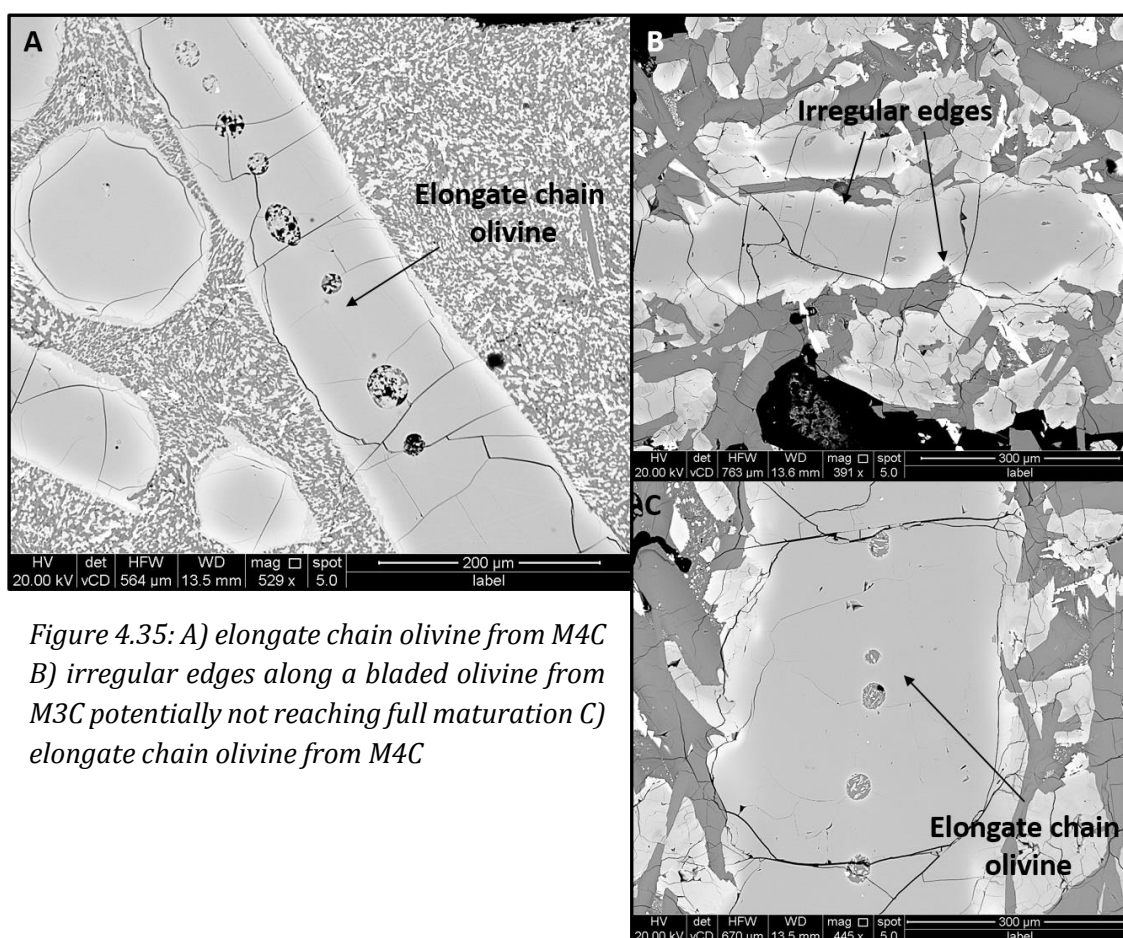 A
Elongate chain
olivine
HV det HFW WD mag □ spot
20.00 kV vCD 564 µm 13.5 mm 529 x 5.0
200 µm
label
B
Irregular edges
HV det HFW WD mag □ spot
20.00 kV vCD 763 µm 13.6 mm 391 x 5.0
300 µm
label
C
Elongate chain
olivine
HV det HFW WD mag □ spot
20.00 kV vCD 670 µm 13.5 mm 445 x 5.0
300 µm
label
Figure 4.35: A) elongate chain olivine from M4C
B) irregular edges along a bladed olivine from
M3C potentially not reaching full maturation C)
elongate chain olivine from M4C